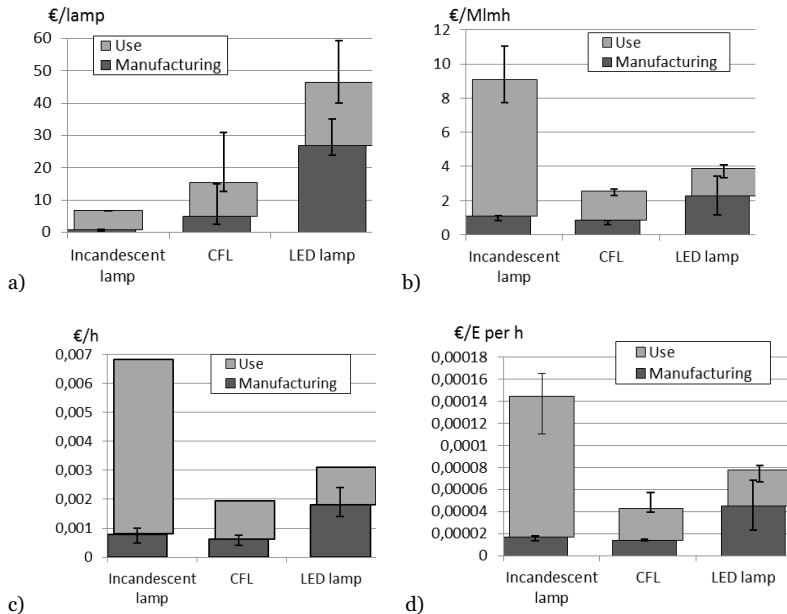 €/lamp
60
50
40
30
20
10
0
Use
Manufacturing
Incandescent lamp
CFL
LED lamp
a)
€/Mlmh
12
10
8
6
4
2
0
Use
Manufacturing
Incandescent lamp
CFL
LED lamp
b)
€/h
0,007
0,006
0,005
0,004
0,003
0,002
0,001
0
Use
Manufacturing
Incandescent lamp
CFL
LED lamp
c)
€/E per h
0,00018
0,00016
0,00014
0,00012
0,0001
0,00008
0,00006
0,00004
0,00002
0
Use
Manufacturing
Incandescent lamp
CFL
LED lamp
d)